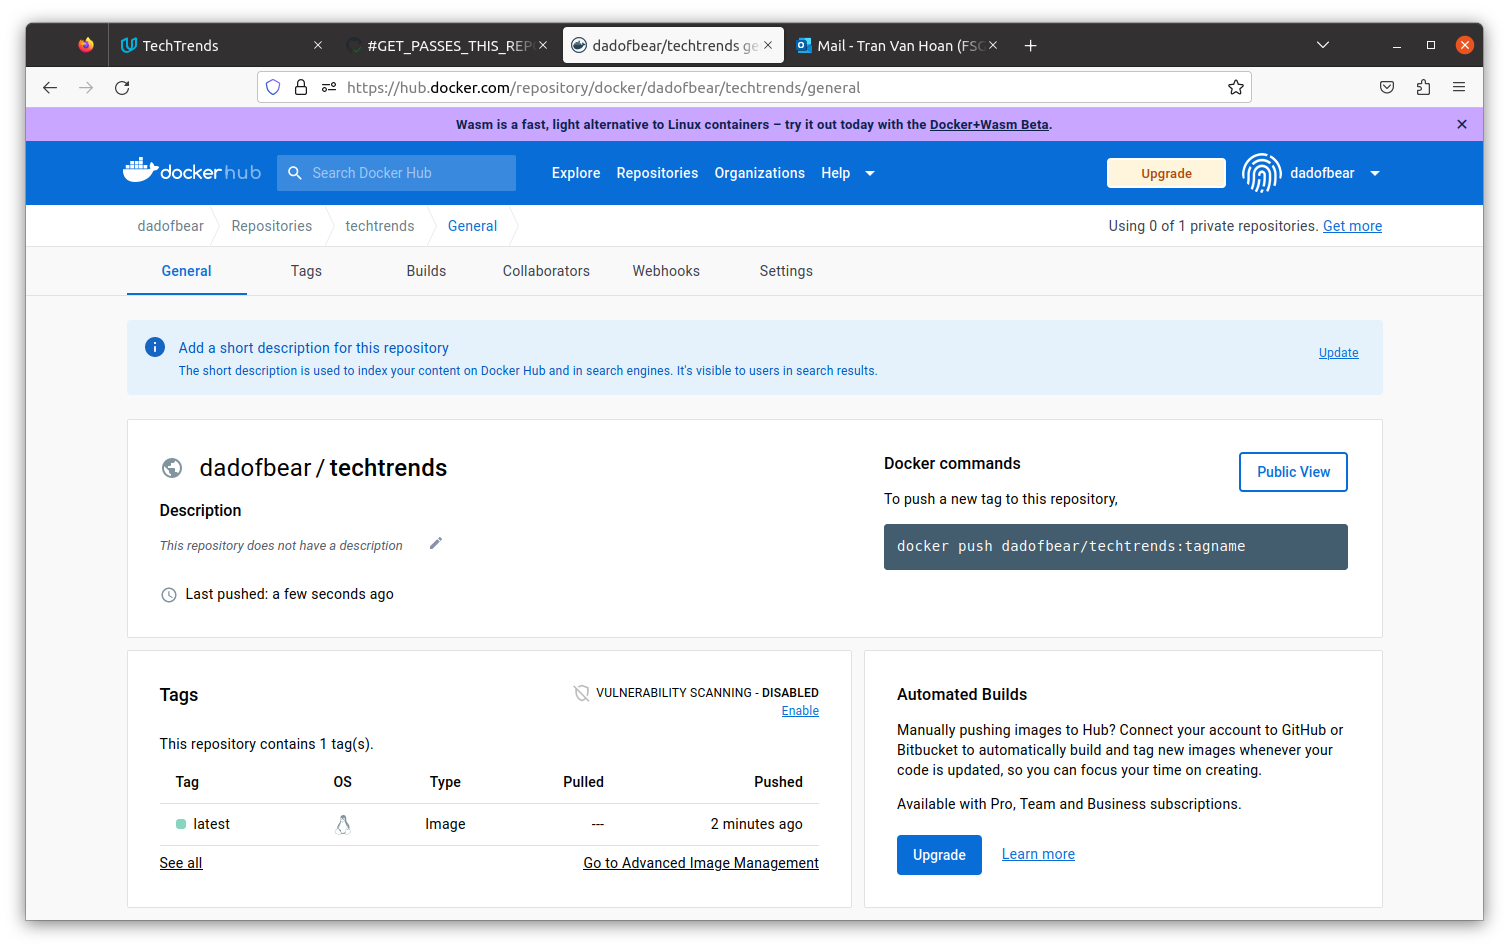 TechTrends
#GET_PASSES_THIS_REP
dadofbear/techtrends ge
Mail - Tran Van Hoan (FSC
https://hub.docker.com/repository/docker/dadofbear/techtrends/general
Wasm is a fast, light alternative to Linux containers – try it out today with the Docker+Wasm Beta.
dockerhub
Search Docker Hub
Explore
Repositories
Organizations
Help
Upgrade
dadofbear
dadofbear
Repositories
techtrends
General
Using 0 of 1 private repositories. Get more
General
Tags
Builds
Collaborators
Webhooks
Settings
Add a short description for this repository
The short description is used to index your content on Docker Hub and in search engines. It's visible to users in search results.
Update
dadofbear / techtrends
Description
This repository does not have a description
Last pushed: a few seconds ago
Docker commands
Public View
To push a new tag to this repository,
docker push dadofbear/techtrends:tagname
Tags
VULNERABILITY SCANNING - DISABLED
Enable
This repository contains 1 tag(s).
Tag OS Type Pulled Pushed
latest Image --- 2 minutes ago
See all
Go to Advanced Image Management
Automated Builds
Manually pushing images to Hub? Connect your account to GitHub or
Bitbucket to automatically build and tag new images whenever your
code is updated, so you can focus your time on creating.
Available with Pro, Team and Business subscriptions.
Upgrade
Learn more